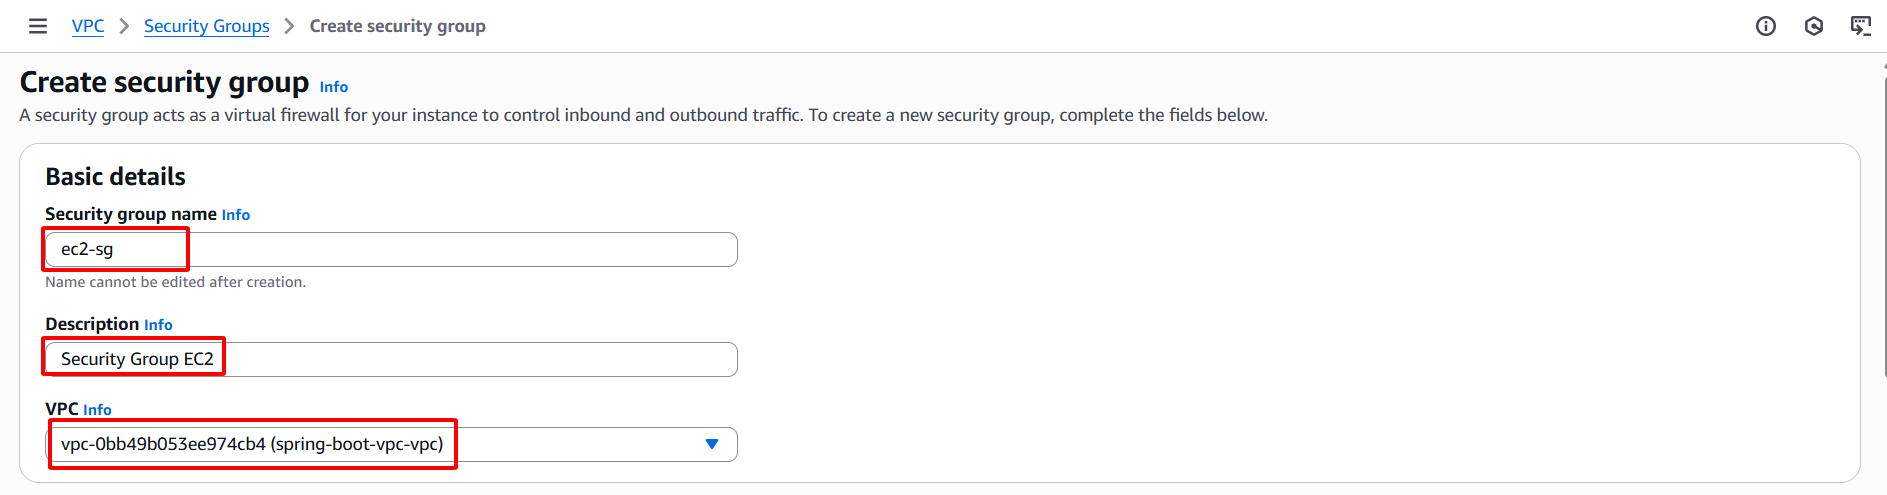 VPC > Security Groups > Create security group
Create security group Info
A security group acts as a virtual firewall for your instance to control inbound and outbound traffic. To create a new security group, complete the fields below.
Basic details
Security group name Info
ec2-sg
Name cannot be edited after creation.
Description Info
Security Group EC2
VPC Info
vpc-0bb49b053ee974cb4 (spring-boot-vpc-vpc)